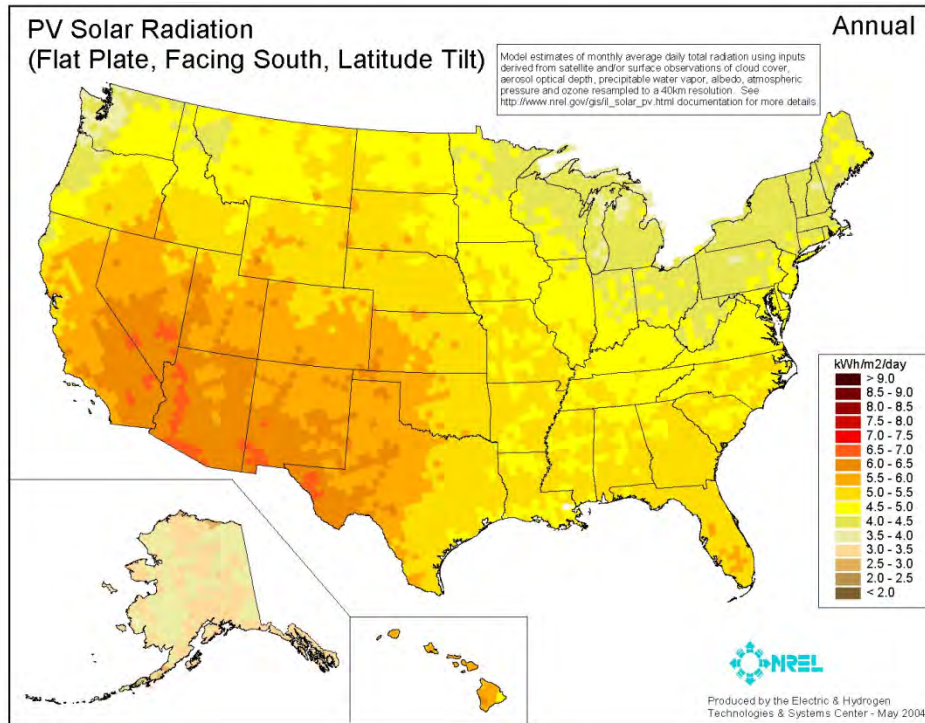 PV Solar Radiation
(Flat Plate, Facing South, Latitude Tilt)
Annual
Model estimates of monthly average daily total radiation using inputs
derived from satellite and/or surface observations of cloud cover,
aerosol optical depth, precipitable water vapor, albedo, atmospheric
pressure and ozone resampled to a 40km resolution. See
http://www.nrel.gov/gis/il_solar_pv.html documentation for more details
kWh/m2/day
> 9.0
8.5 - 9.0
8.0 - 8.5
7.5 - 8.0
7.0 - 7.5
6.5 - 7.0
6.0 - 6.5
5.5 - 6.0
5.0 - 5.5
4.5 - 5.0
4.0 - 4.5
3.5 - 4.0
3.0 - 3.5
2.5 - 3.0
2.0 - 2.5
< 2.0
NREL
Produced by the Electric & Hydrogen
Technologies & Systems Center - May 2004